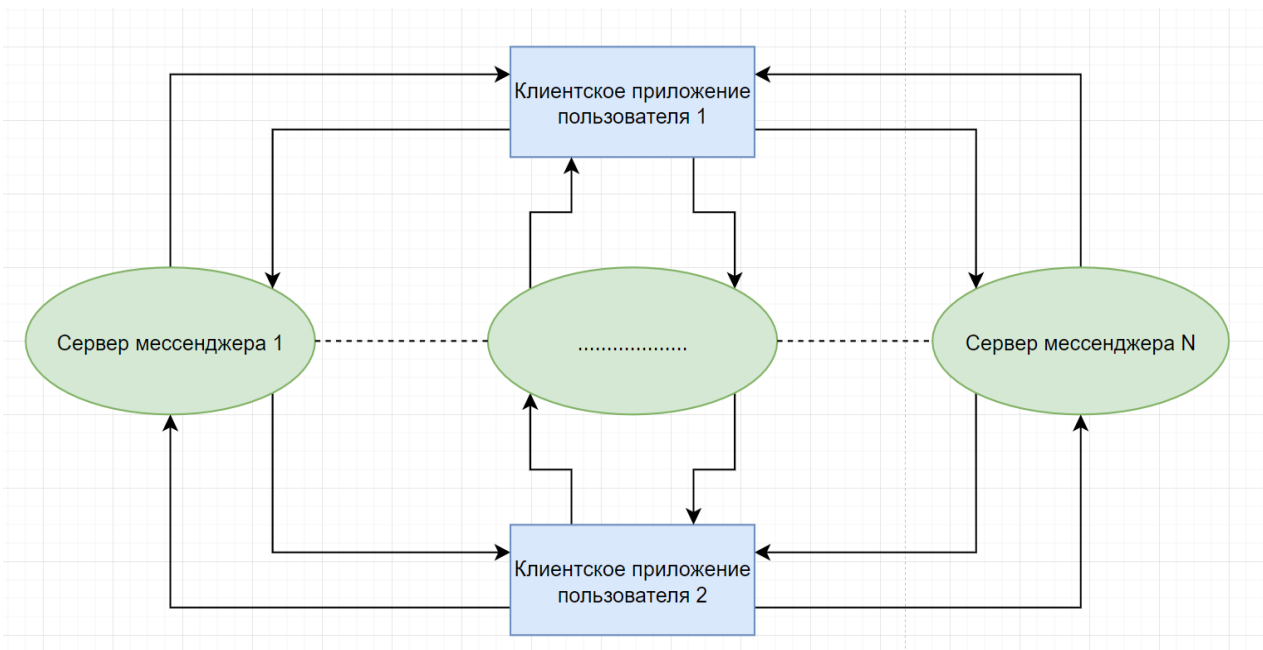 Клиентское приложение
пользователя 1
Сервер мессенджера 1
...................
Сервер мессенджера N
Клиентское приложение
пользователя 2